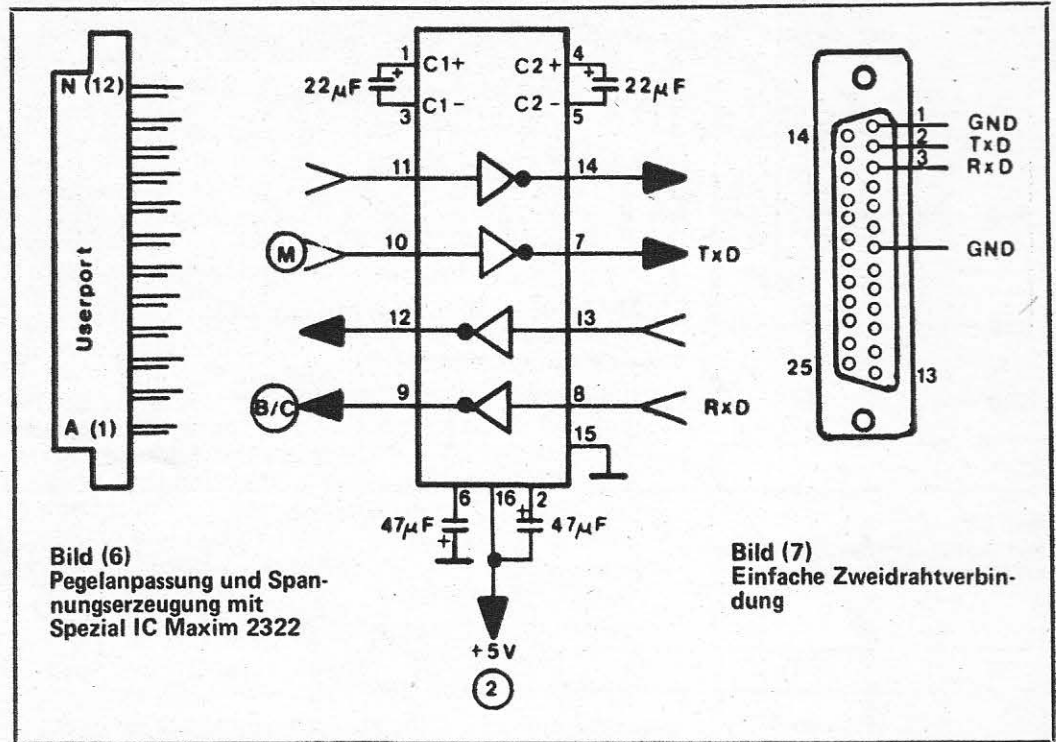 N (12)
Userport
A (1)
1
C1+
22µF
C1-
3
4
C2+
22µF
C2-
5
11
14
M
10
7
TxD
12
13
B/C
9
8
RxD
15
6
16
2
47µF
47µF
+5V
2
Bild (6)
Pegelanpassung und Span-
nungserzeugung mit
Spezial IC Maxim 2322
14
1
GND
2
TxD
3
RxD
GND
25
13
Bild (7)
Einfache Zweidrahtverbin-
dung